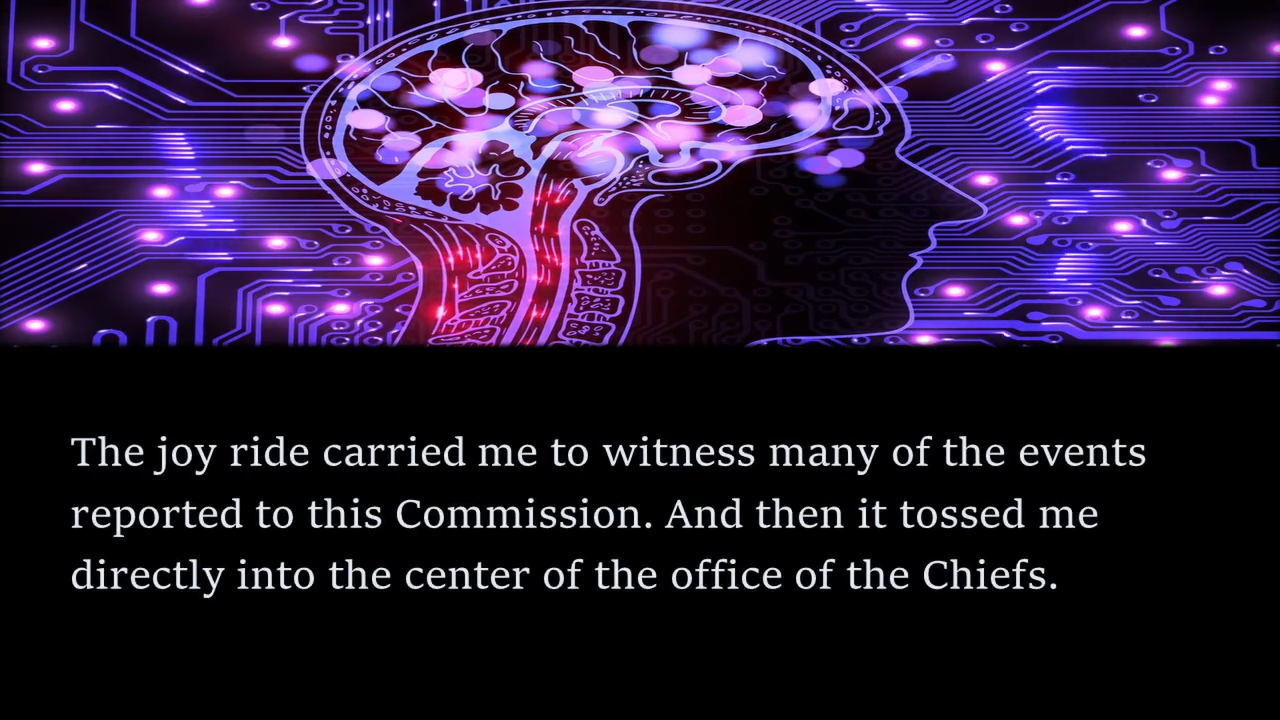 The joy ride carried me to witness many of the events
reported to this Commission. And then it tossed me
directly into the center of the office of the Chiefs.